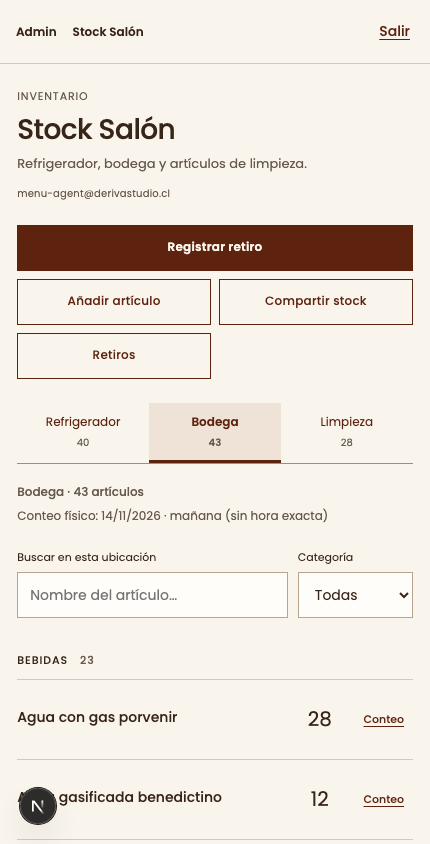 Admin Stock Salón Salir
INVENTARIO
Stock Salón
Refrigerador, bodega y artículos de limpieza.
menu-agent@derivastudio.cl
Registrar retiro
Añadir artículo Compartir stock
Retiros
Refrigerador Bodega Limpieza
40 43 28
Bodega · 43 artículos
Conteo físico: 14/11/2026 · mañana (sin hora exacta)
Buscar en esta ubicación Categoría
Nombre del artículo... Todas
BEBIDAS 23
Agua con gas porvenir 28 Conteo
gasificada benedictino 12 Conteo
N